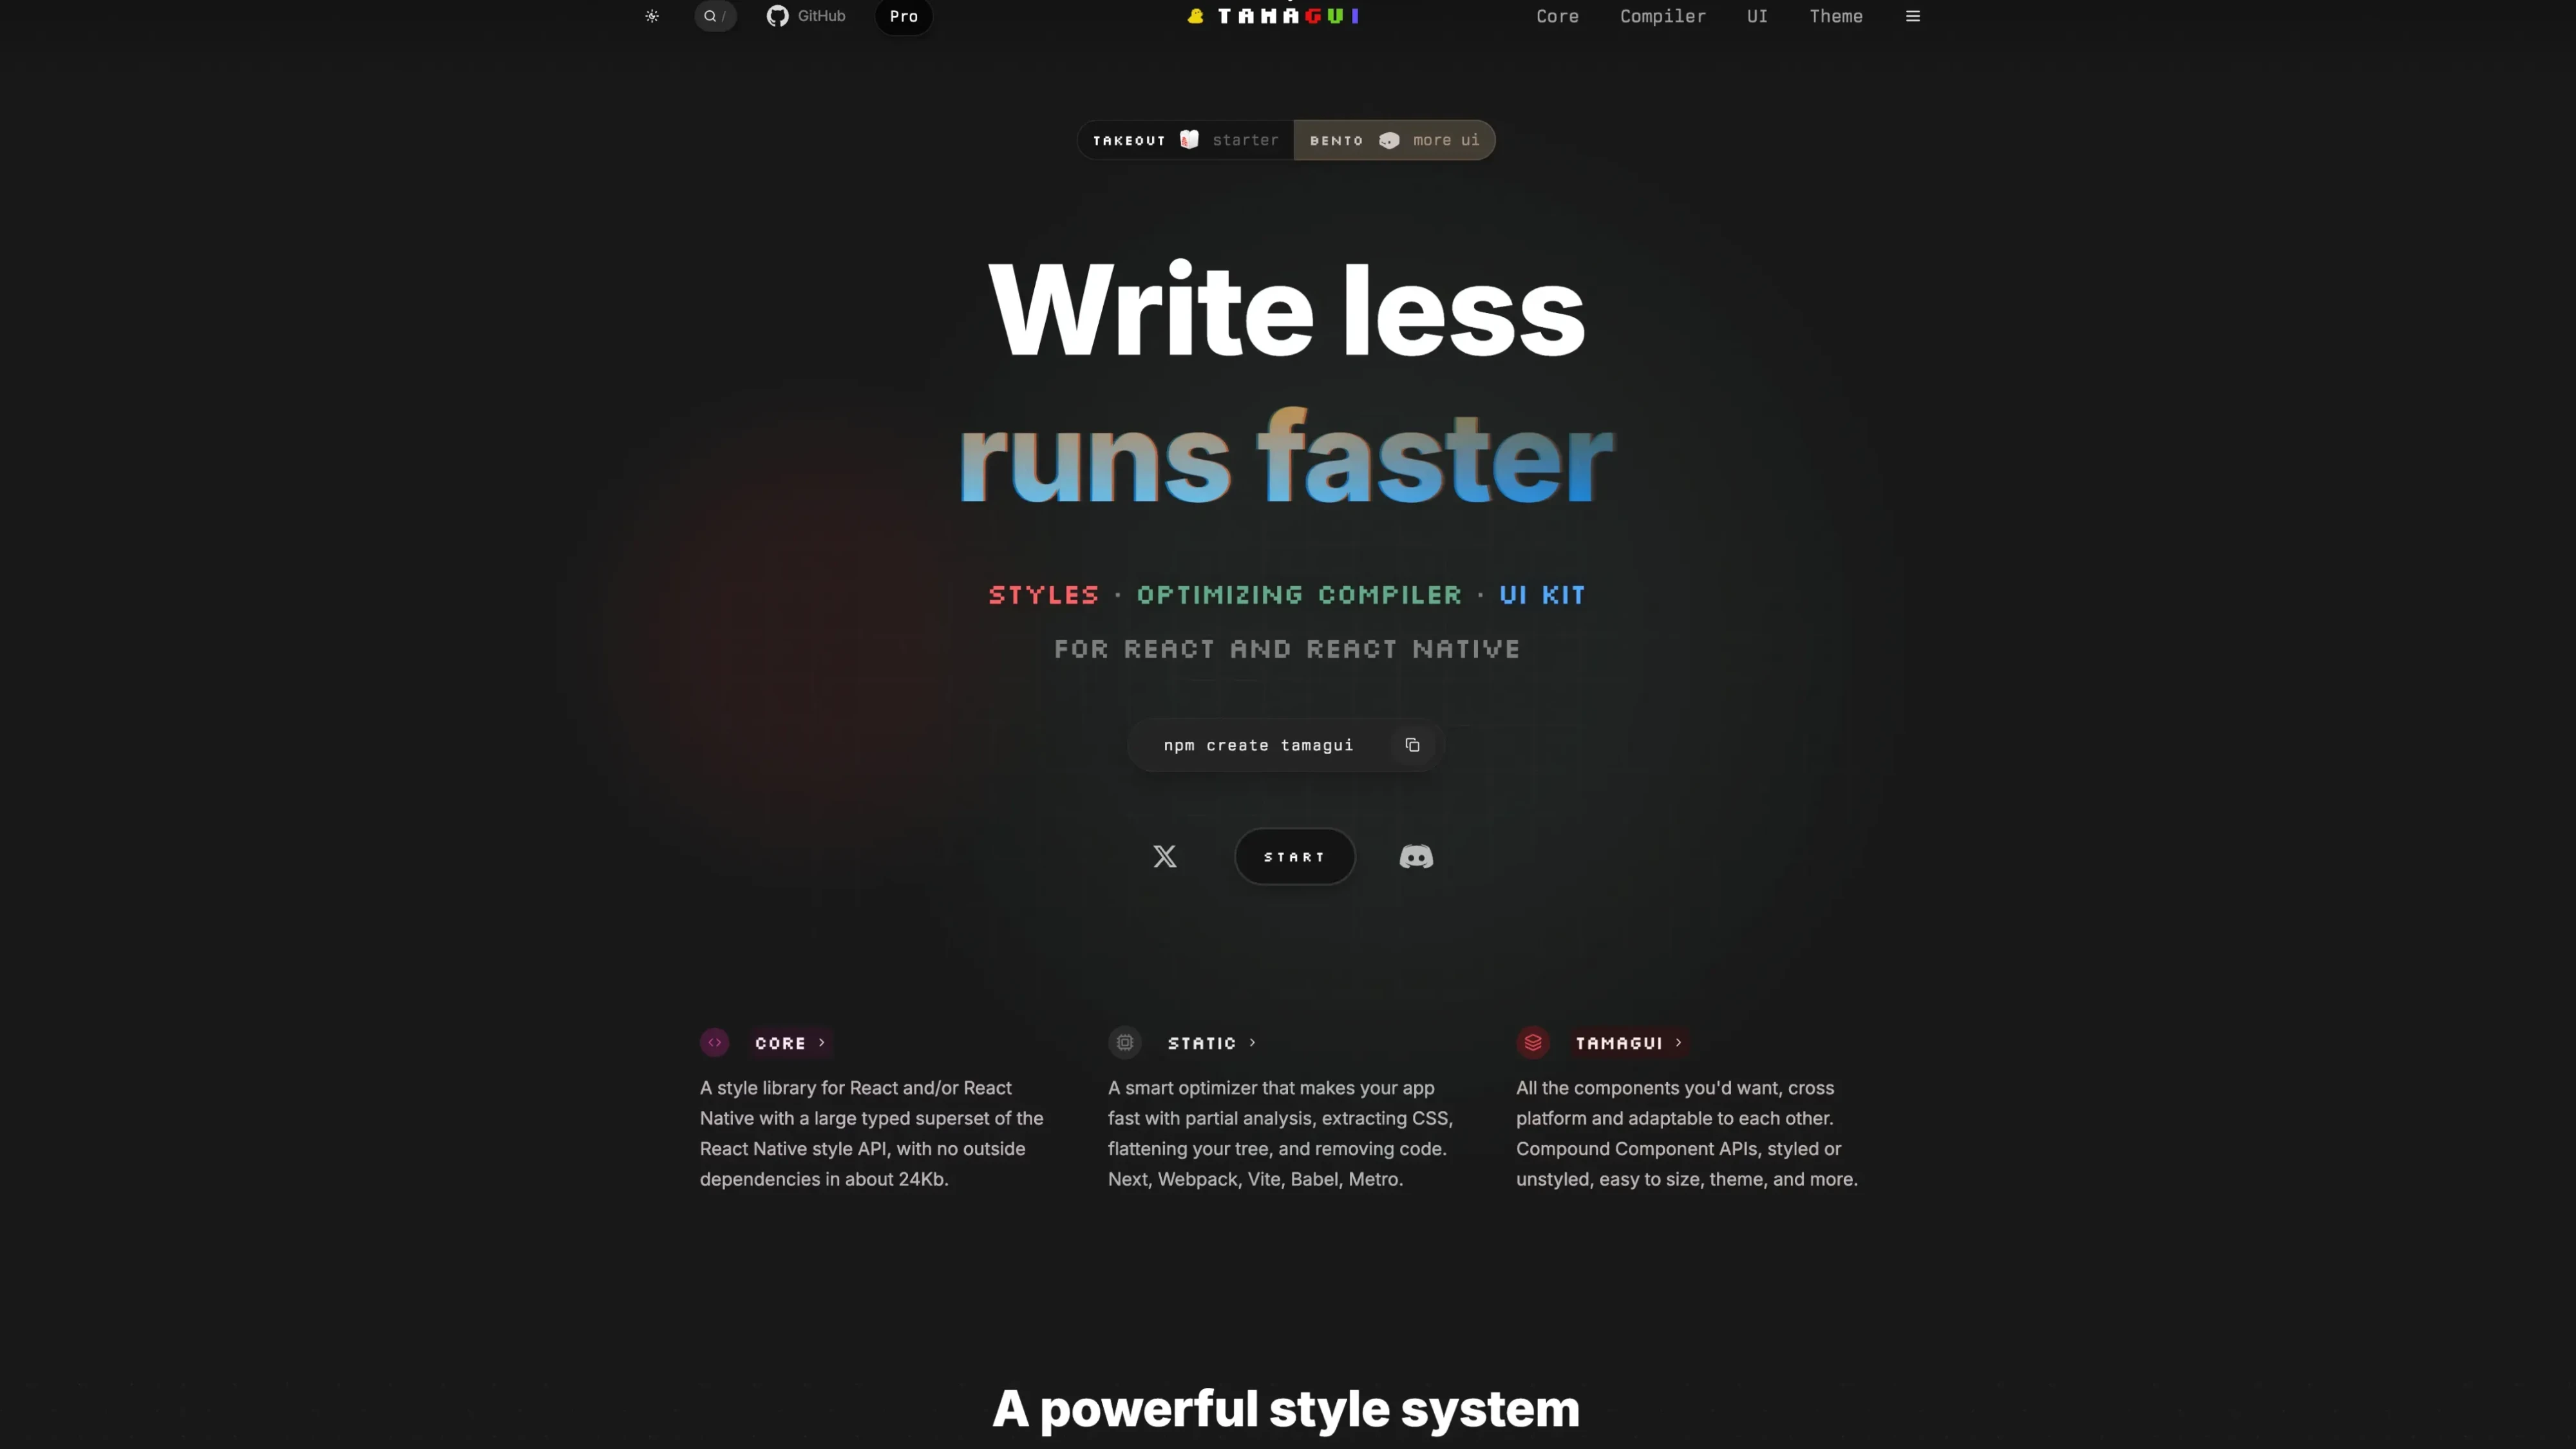 / GitHub Pro TAMAGUI Core Compiler UI Theme
TAKEOUT starter BENTO more ui
Write less
runs faster
STYLES · OPTIMIZING COMPILER · UI KIT
FOR REACT AND REACT NATIVE
npm create tamagui
START
CORE ›
A style library for React and/or React
Native with a large typed superset of the
React Native style API, with no outside
dependencies in about 24Kb.
STATIC ›
A smart optimizer that makes your app
fast with partial analysis, extracting CSS,
flattening your tree, and removing code.
Next, Webpack, Vite, Babel, Metro.
TAMAGUI ›
All the components you'd want, cross
platform and adaptable to each other.
Compound Component APIs, styled or
unstyled, easy to size, theme, and more.
A powerful style system